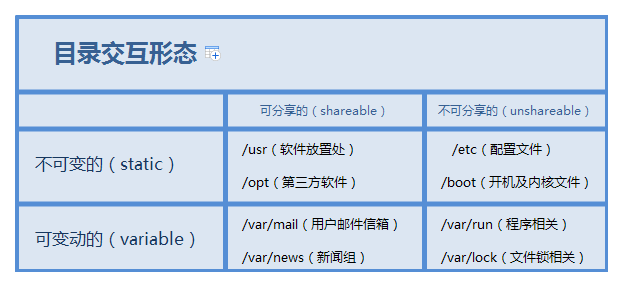 目录交互形态
可分享的（shareable） 不可分享的（unshareable）
不可变的（static） /usr（软件放置处） /etc（配置文件）
/opt（第三方软件） /boot（开机及内核文件）
可变动的（variable） /var/mail（用户邮件信箱） /var/run（程序相关）
/var/news（新闻组） /var/lock（文件锁相关）